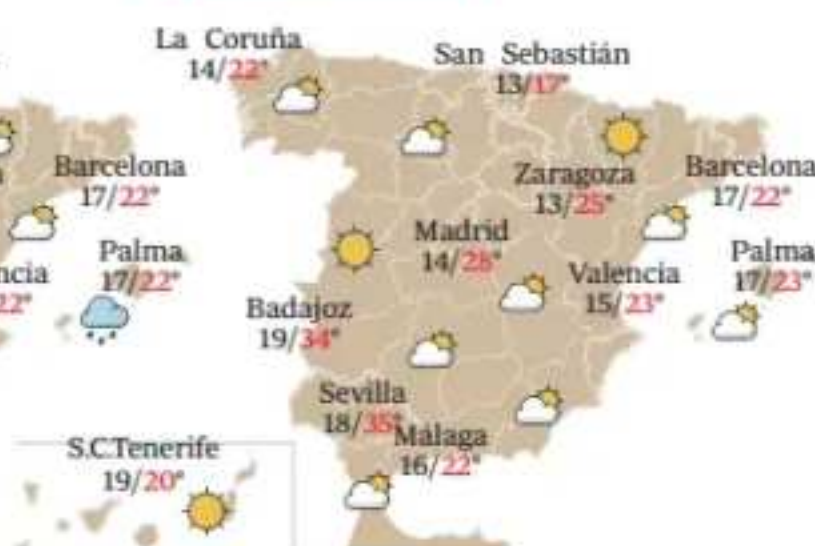 La Coruña
14/22°
San Sebastián
13/17°
Barcelona
17/22°
Zaragoza
13/25°
Barcelona
17/22°
Madrid
14/28°
Palma
17/22°
ncia
22°
Valencia
15/23°
Palma
17/23°
Badajoz
19/34°
Sevilla
18/35°
Málaga
16/22°
S.C.Tenerife
19/20°